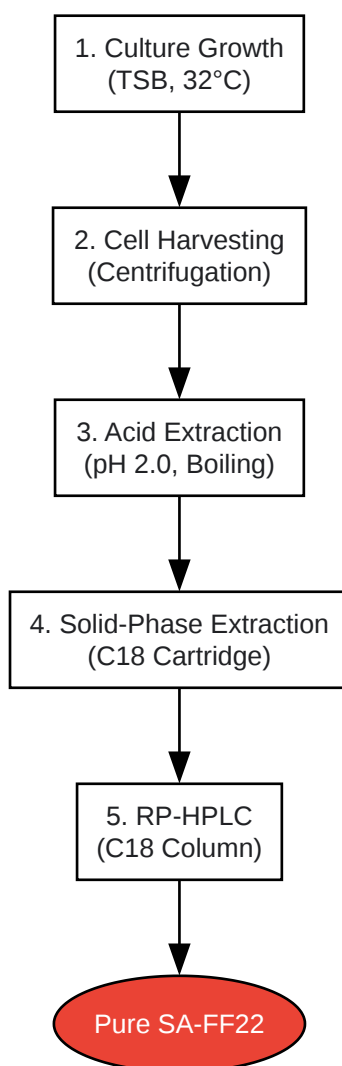 1. Culture Growth
(TSB, 32°C)
2. Cell Harvesting
(Centrifugation)
3. Acid Extraction
(pH 2.0, Boiling)
4. Solid-Phase Extraction
(C18 Cartridge)
5. RP-HPLC
(C18 Column)
Pure SA-FF22